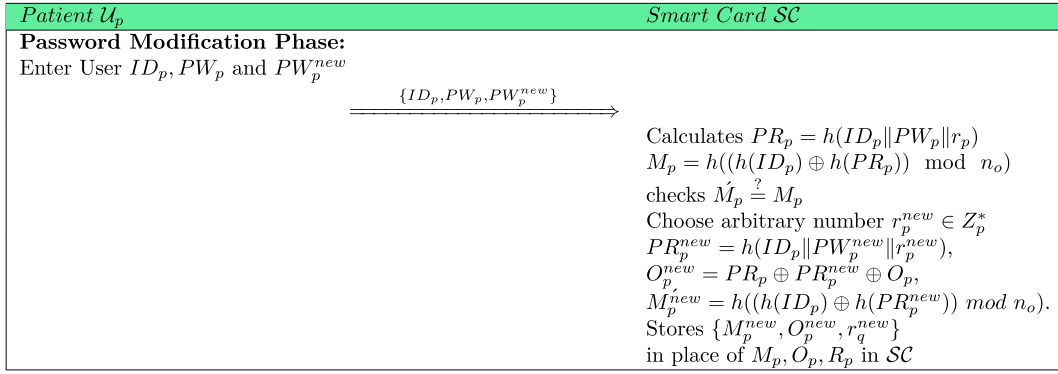 Patient 𝒰_p Smart Card 𝒮𝒞
Password Modification Phase:
Enter User ID_p, PW_p and PW_p^{new}
{ID_p,PW_p,PW_p^{new}}
Calculates PR_p = h(ID_p∥PW_p∥r_p)
M_p = h((h(ID_p) ⊕ h(PR_p)) mod n_o)
checks Ḿ_p ≟ M_p
Choose arbitrary number r_p^{new} ∈ Z_p^*
PR_p^{new} = h(ID_p∥PW_p^{new}∥r_p^{new}),
O_p^{new} = PR_p ⊕ PR_p^{new} ⊕ O_p,
Ḿ_p^{new} = h((h(ID_p) ⊕ h(PR_p^{new})) mod n_o).
Stores {M_p^{new}, O_p^{new}, r_q^{new}}
in place of M_p, O_p, R_p in 𝒮𝒞